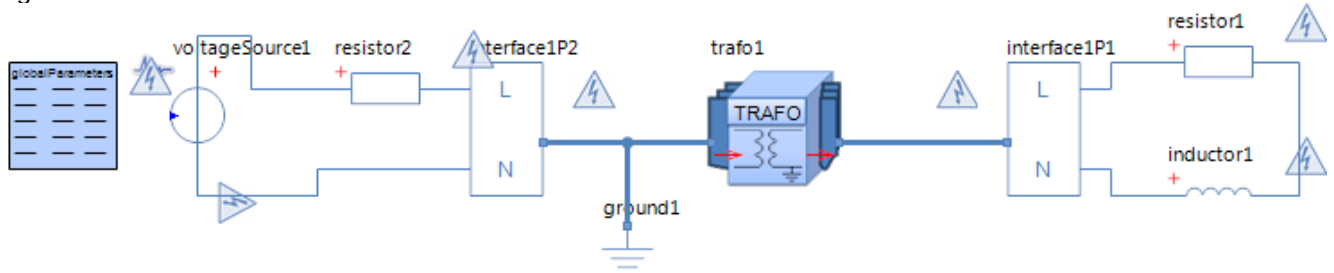 voltageSource1
resistor2
interface1P2
trafo1
interface1P1
resistor1
globalParameters
L
N
TRAFO
L
N
inductor1
ground1